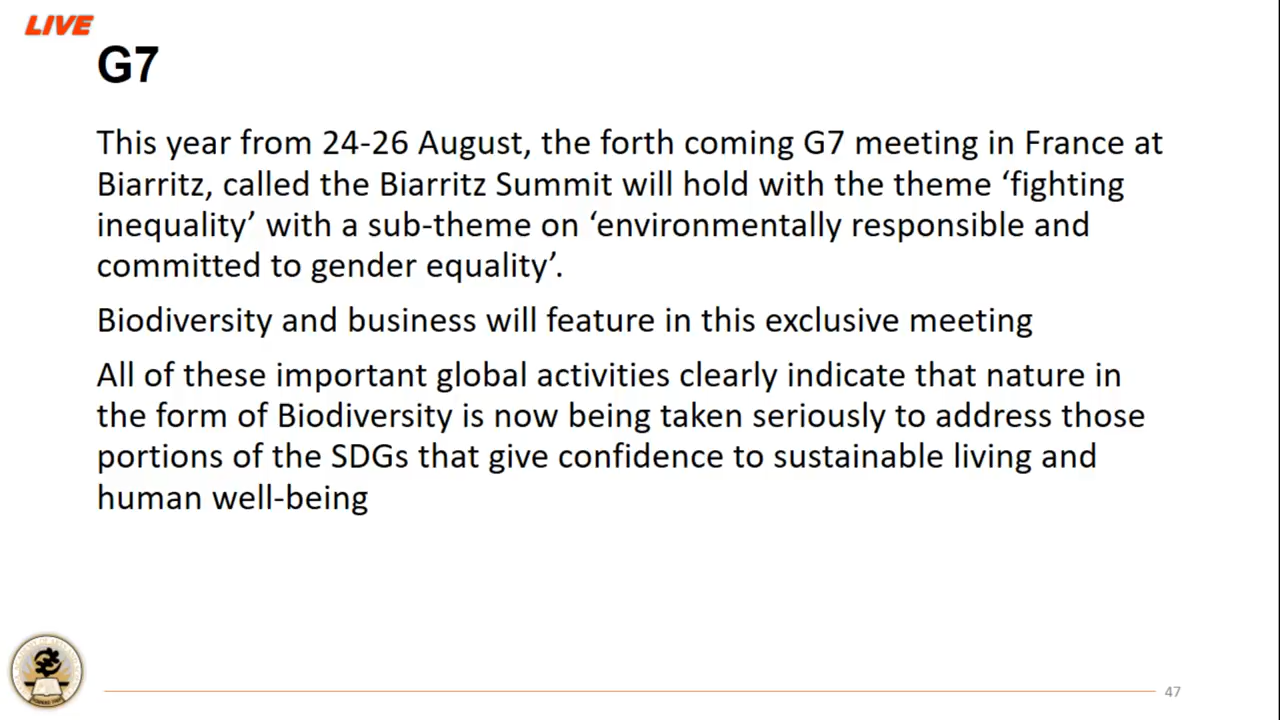 LIVE
G7
This year from 24-26 August, the forth coming G7 meeting in France at
Biarritz, called the Biarritz Summit will hold with the theme ‘fighting
inequality’ with a sub-theme on ‘environmentally responsible and
committed to gender equality’.
Biodiversity and business will feature in this exclusive meeting
All of these important global activities clearly indicate that nature in
the form of Biodiversity is now being taken seriously to address those
portions of the SDGs that give confidence to sustainable living and
human well-being
47